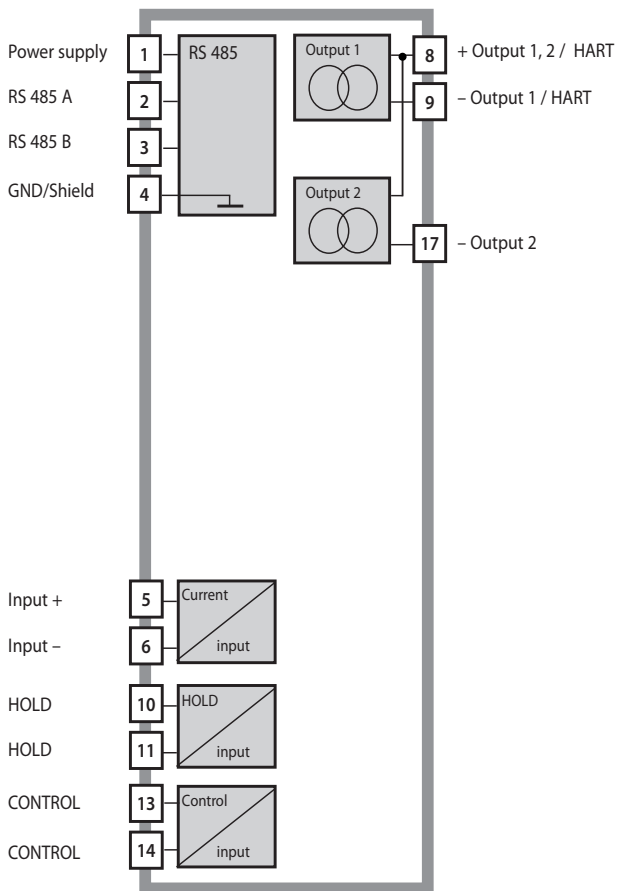 Power supply 1 RS 485
RS 485 A 2
RS 485 B 3
GND/Shield 4
Output 1 8 + Output 1, 2 / HART
9 – Output 1 / HART
Output 2
17 – Output 2
Input + 5 Current
Input – 6 input
HOLD 10 HOLD
HOLD 11 input
CONTROL 13 Control
CONTROL 14 input